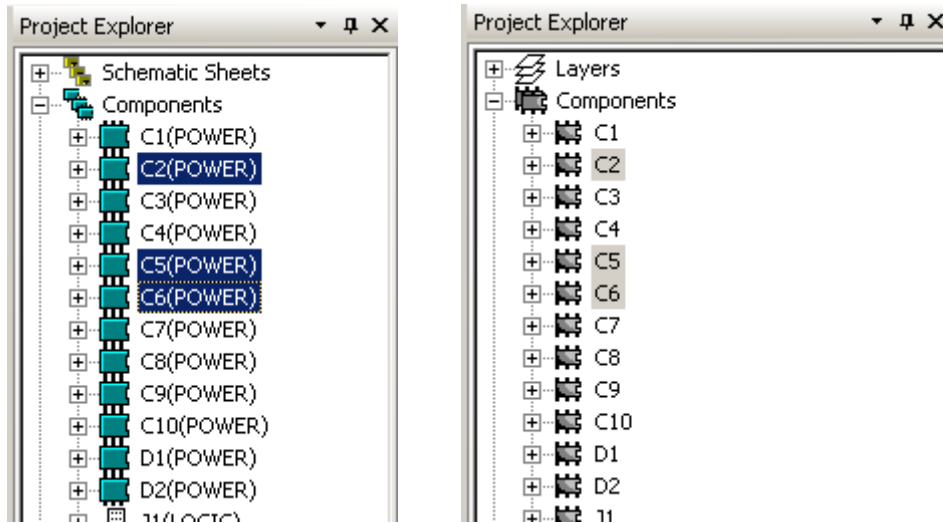 Project Explorer
Schematic Sheets
Components
C1(POWER)
C2(POWER)
C3(POWER)
C4(POWER)
C5(POWER)
C6(POWER)
C7(POWER)
C8(POWER)
C9(POWER)
C10(POWER)
D1(POWER)
D2(POWER)
J1(LOGIC)
Project Explorer
Layers
Components
C1
C2
C3
C4
C5
C6
C7
C8
C9
C10
D1
D2
J1